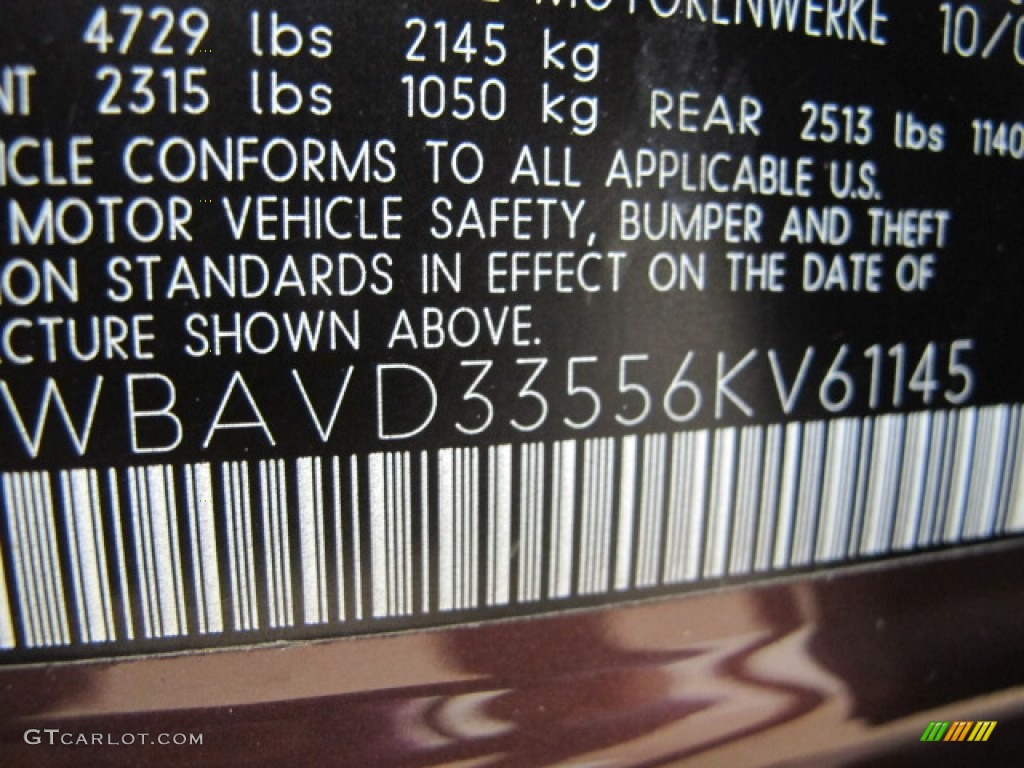 MOTORENWERKE 10/0
4729 lbs 2145 kg
NT 2315 lbs 1050 kg REAR 2513 lbs 1140
ICLE CONFORMS TO ALL APPLICABLE U.S.
MOTOR VEHICLE SAFETY, BUMPER AND THEFT
ION STANDARDS IN EFFECT ON THE DATE OF
CTURE SHOWN ABOVE.
WBAVD33556KV61145
GTCARLOT.COM